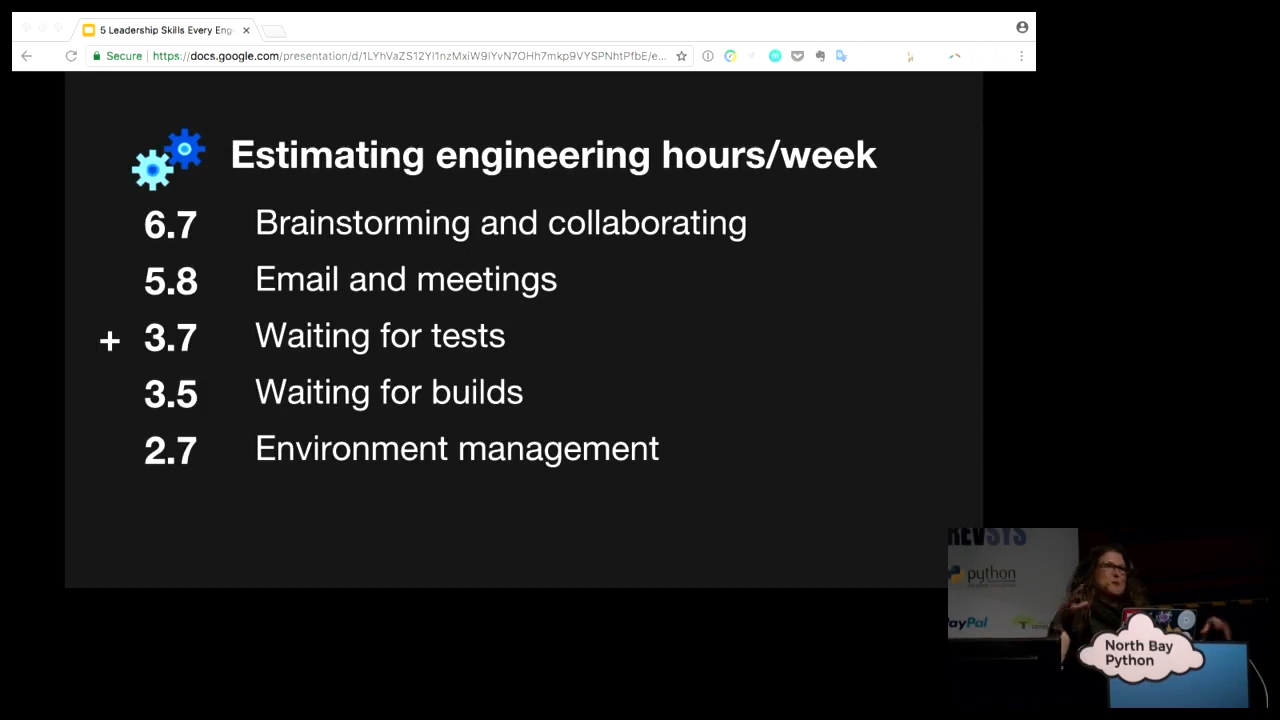 5 Leadership Skills Every Eng
Secure https://docs.google.com/presentation/d/1LYhVaZS12Yl1nzMxiW9lYvN7OHh7mkp9VYSPNhtPfbE/e...
Estimating engineering hours/week
6.7 Brainstorming and collaborating
5.8 Email and meetings
+ 3.7 Waiting for tests
3.5 Waiting for builds
2.7 Environment management
REVSYS
python
PayPal
North Bay
Python